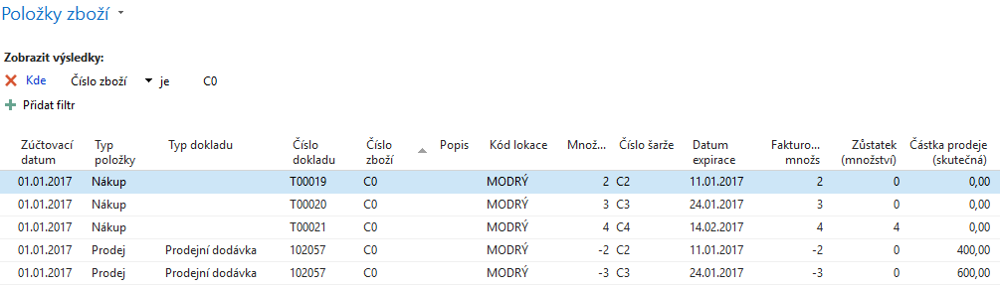 Položky zboží
Zobrazit výsledky:
Kde Číslo zboží je C0
Přidat filtr
Zúčtovací datum Typ položky Typ dokladu Číslo dokladu Číslo zboží Popis Kód lokace Množ... Číslo šarže Datum expirace Fakturo... množs Zůstatek (množství) Částka prodeje (skutečná)
01.01.2017 Nákup T00019 C0 MODRÝ 2 C2 11.01.2017 2 0 0,00
01.01.2017 Nákup T00020 C0 MODRÝ 3 C3 24.01.2017 3 0 0,00
01.01.2017 Nákup T00021 C0 MODRÝ 4 C4 14.02.2017 4 4 0,00
01.01.2017 Prodej Prodejní dodávka 102057 C0 MODRÝ -2 C2 11.01.2017 -2 0 400,00
01.01.2017 Prodej Prodejní dodávka 102057 C0 MODRÝ -3 C3 24.01.2017 -3 0 600,00